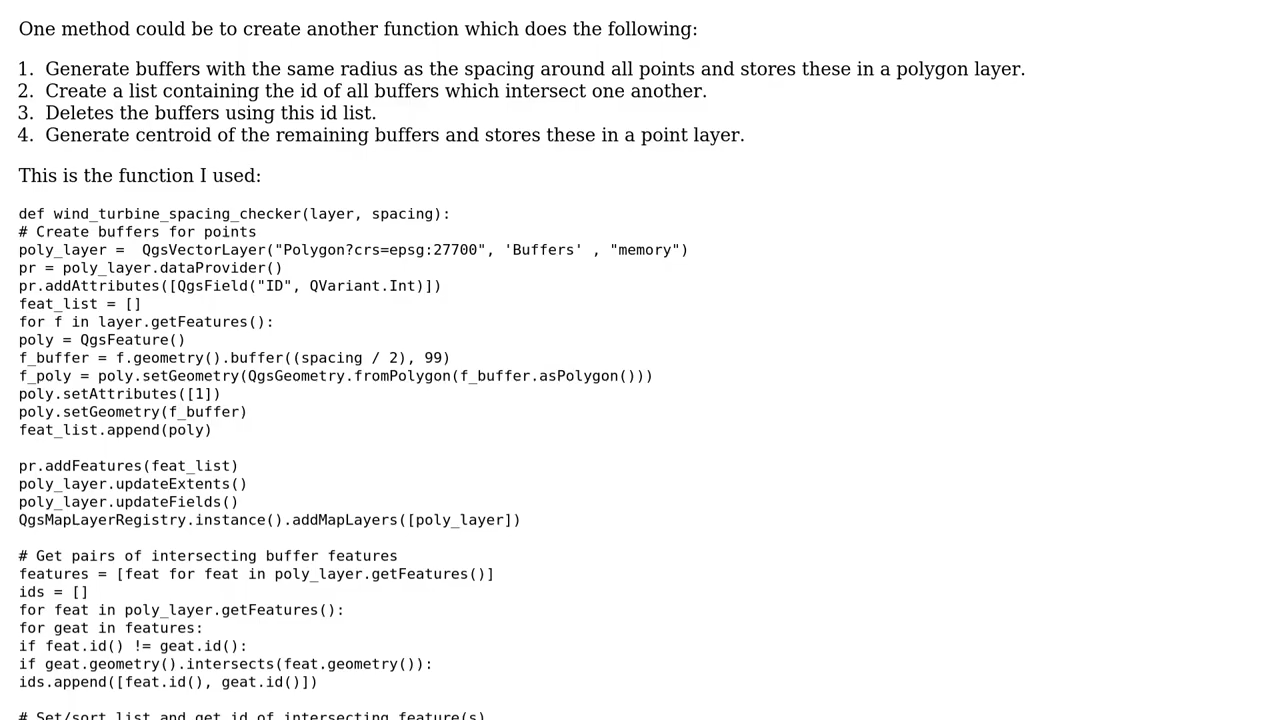 One method could be to create another function which does the following:
1. Generate buffers with the same radius as the spacing around all points and stores these in a polygon layer.
2. Create a list containing the id of all buffers which intersect one another.
3. Deletes the buffers using this id list.
4. Generate centroid of the remaining buffers and stores these in a point layer.
This is the function I used:
def wind_turbine_spacing_checker(layer, spacing):
# Create buffers for points
poly_layer =  QgsVectorLayer("Polygon?crs=epsg:27700", 'Buffers' , "memory")
pr = poly_layer.dataProvider()
pr.addAttributes([QgsField("ID", QVariant.Int)])
feat_list = []
for f in layer.getFeatures():
poly = QgsFeature()
f_buffer = f.geometry().buffer((spacing / 2), 99)
f_poly = poly.setGeometry(QgsGeometry.fromPolygon(f_buffer.asPolygon()))
poly.setAttributes([1])
poly.setGeometry(f_buffer)
feat_list.append(poly)
pr.addFeatures(feat_list)
poly_layer.updateExtents()
poly_layer.updateFields()
QgsMapLayerRegistry.instance().addMapLayers([poly_layer])
# Get pairs of intersecting buffer features
features = [feat for feat in poly_layer.getFeatures()]
ids = []
for feat in poly_layer.getFeatures():
for geat in features:
if feat.id() != geat.id():
if geat.geometry().intersects(feat.geometry()):
ids.append([feat.id(), geat.id()])
# Set/sort list and get id of intersecting feature(s)